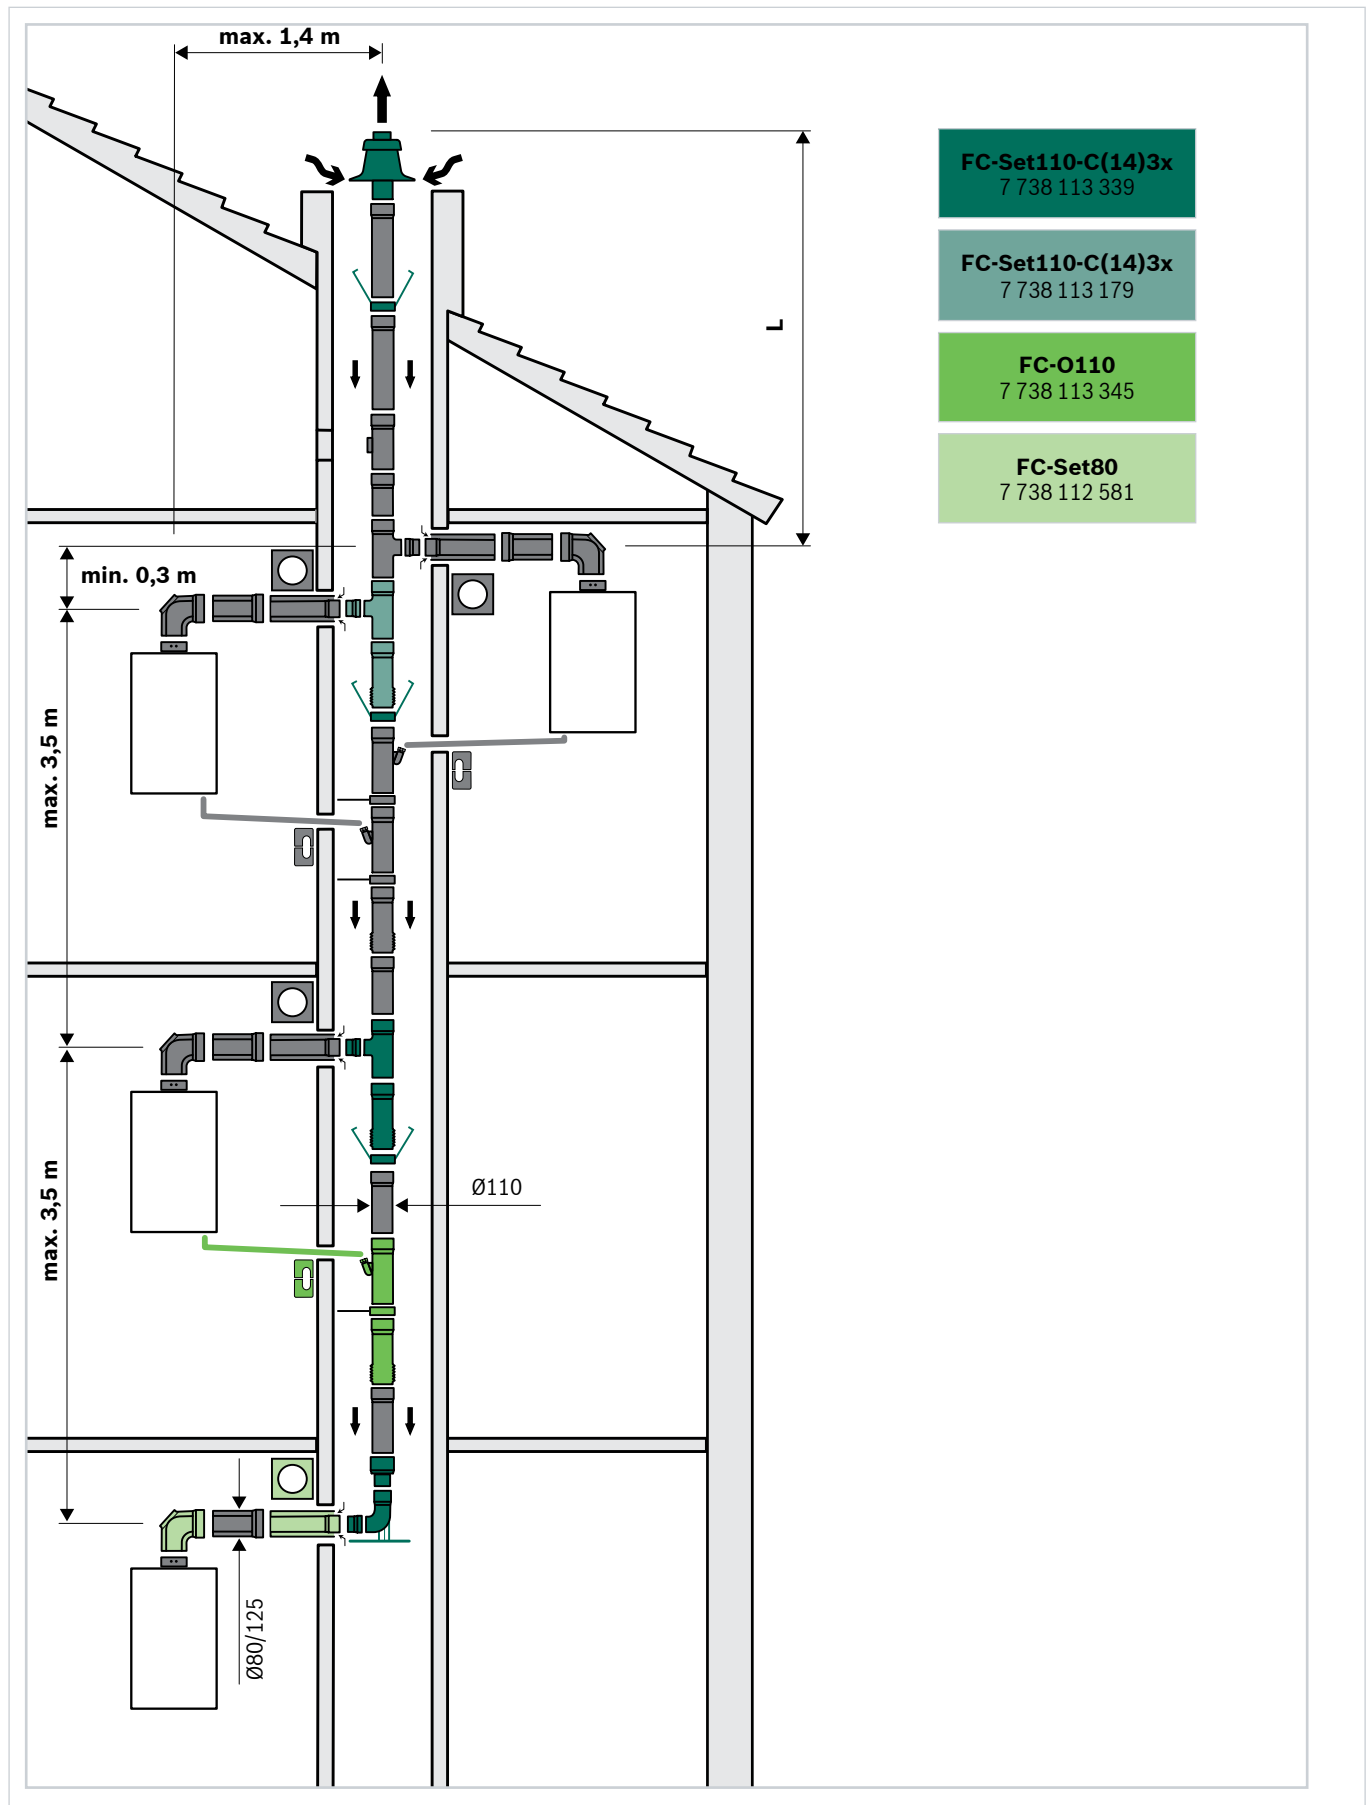 max. 1,4 m
FC-Set110-C(14)3x
7 738 113 339
FC-Set110-C(14)3x
7 738 113 179
L
FC-O110
7 738 113 345
FC-Set80
7 738 112 581
min. 0,3 m
max. 3,5 m
Ø110
max. 3,5 m
Ø80/125